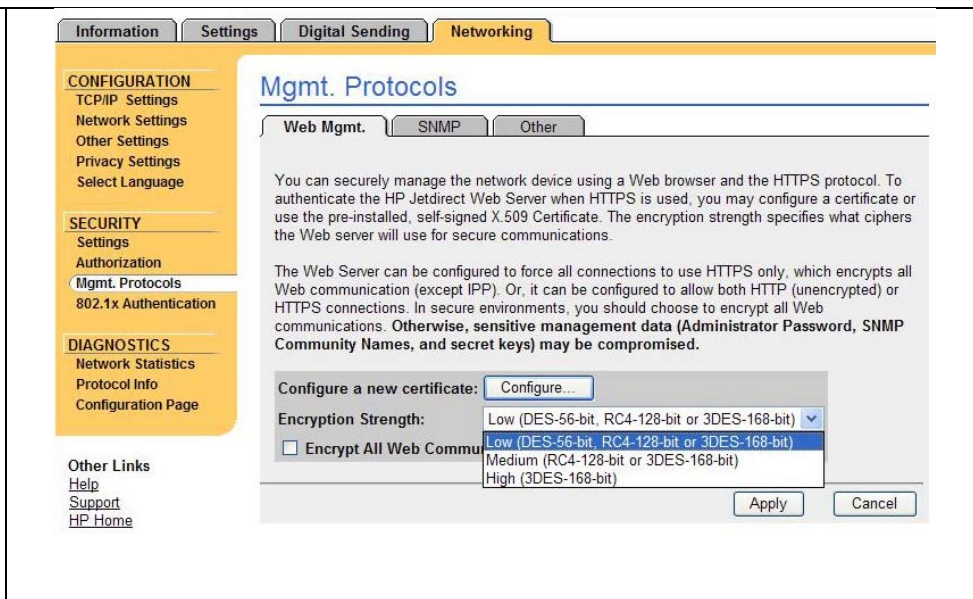 Information Settings Digital Sending Networking
CONFIGURATION
TCP/IP Settings
Network Settings
Other Settings
Privacy Settings
Select Language
SECURITY
Settings
Authorization
Mgmt. Protocols
802.1x Authentication
DIAGNOSTICS
Network Statistics
Protocol Info
Configuration Page
Other Links
Help
Support
HP Home
Mgmt. Protocols
Web Mgmt. SNMP Other
You can securely manage the network device using a Web browser and the HTTPS protocol. To
authenticate the HP Jetdirect Web Server when HTTPS is used, you may configure a certificate or
use the pre-installed, self-signed X.509 Certificate. The encryption strength specifies what ciphers
the Web server will use for secure communications.
The Web Server can be configured to force all connections to use HTTPS only, which encrypts all
Web communication (except IPP). Or, it can be configured to allow both HTTP (unencrypted) or
HTTPS connections. In secure environments, you should choose to encrypt all Web
communications. Otherwise, sensitive management data (Administrator Password, SNMP
Community Names, and secret keys) may be compromised.
Configure a new certificate: Configure...
Encryption Strength: Low (DES-56-bit, RC4-128-bit or 3DES-168-bit)
Low (DES-56-bit, RC4-128-bit or 3DES-168-bit)
Encrypt All Web Commu
Medium (RC4-128-bit or 3DES-168-bit)
High (3DES-168-bit)
Apply Cancel